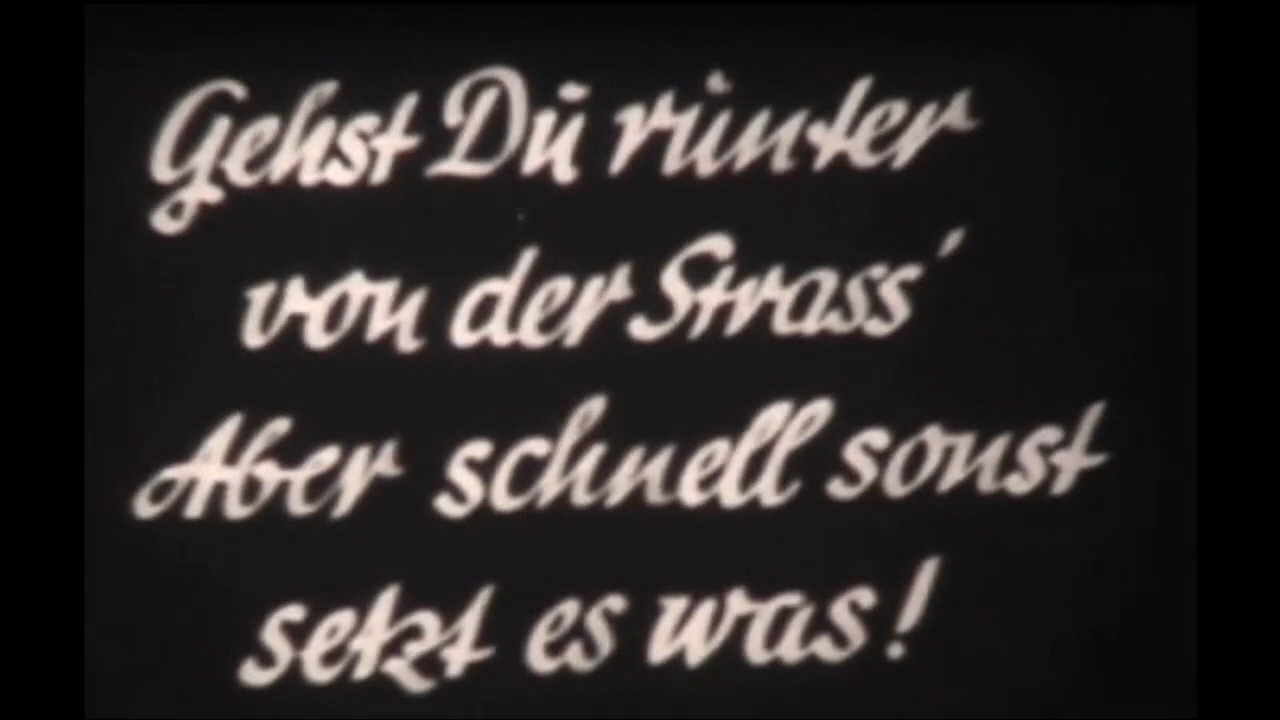 Gehst Du runter
von der Strass'
Aber schnell sonst
setzt es was!